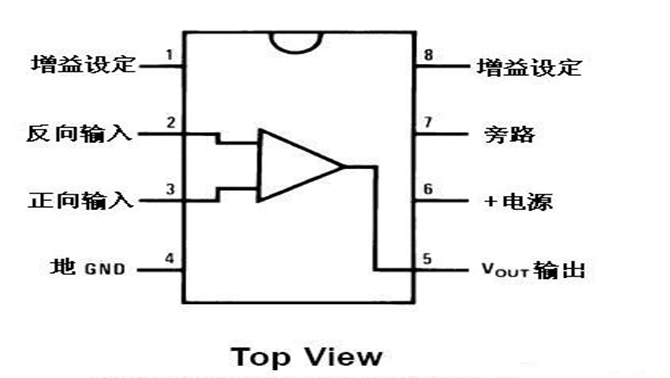 增益设定 1 8 增益设定
反向输入 2 7 旁路
正向输入 3 6 +电源
地 GND 4 5 VOUT 输出
Top View